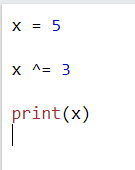 x = 5
x ^= 3
print(x)